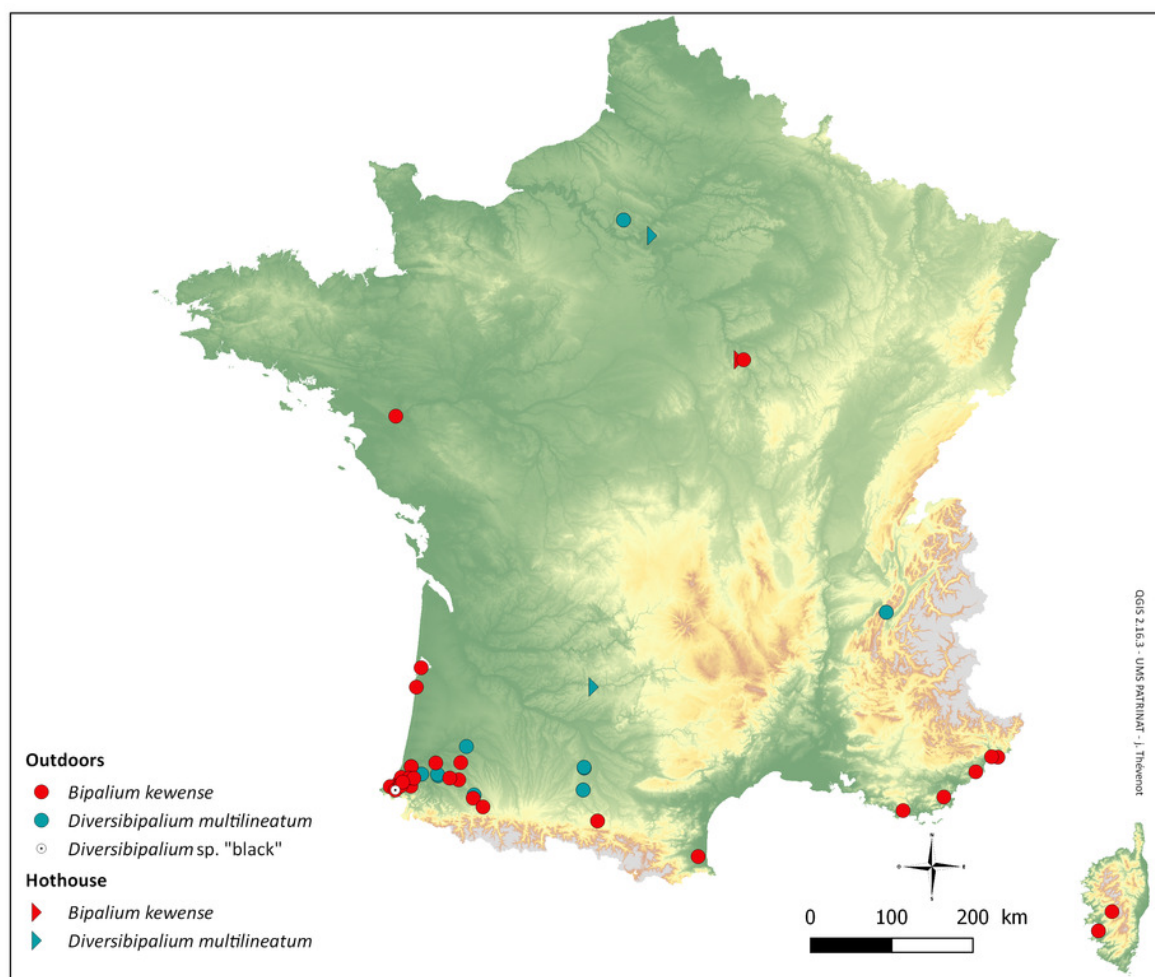 Outdoors
Bipalium kewense
Diversibipalium multilineatum
Diversibipalium sp. "black"
Hothouse
Bipalium kewense
Diversibipalium multilineatum
0 100 200 km
N
S
QGIS 2.16.3 - UMS PATRINAT - j. Thévenot